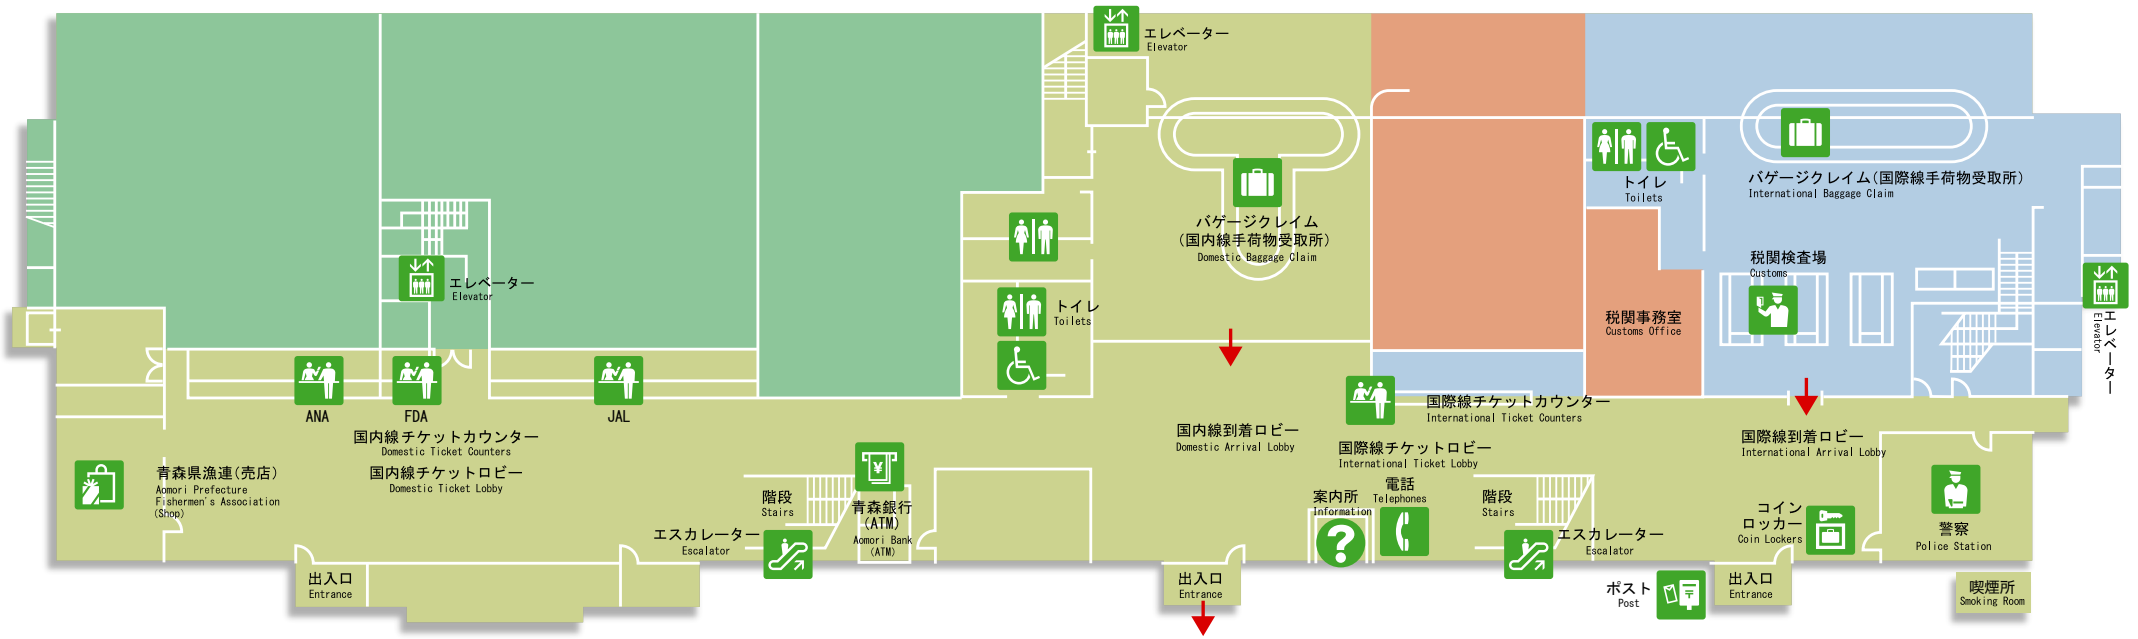 エレベーター
Elevator
バゲージクレイム
(国内線手荷物受取所)
Domestic Baggage Claim
トイレ
Toilets
バゲージクレイム(国際線手荷物受取所)
International Baggage Claim
税関検査場
Customs
エレベーター
Elevator
エレベーター
Elevator
トイレ
Toilets
税関事務室
Customs Office
ANA
FDA
JAL
国内線チケットカウンター
Domestic Ticket Counters
国内線チケットロビー
Domestic Ticket Lobby
国内線到着ロビー
Domestic Arrival Lobby
国際線チケットカウンター
International Ticket Counters
国際線チケットロビー
International Ticket Lobby
国際線到着ロビー
International Arrival Lobby
青森県漁連(売店)
Aomori Prefecture
Fishermen's Association
(Shop)
階段
Stairs
エスカレーター
Escalator
¥
青森銀行
(ATM)
Aomori Bank
(ATM)
案内所
Information
?
電話
Telephones
階段
Stairs
エスカレーター
Escalator
コイン
ロッカー
Coin Lockers
警察
Police Station
出入口
Entrance
出入口
Entrance
ポスト
Post
〒
出入口
Entrance
喫煙所
Smoking Room